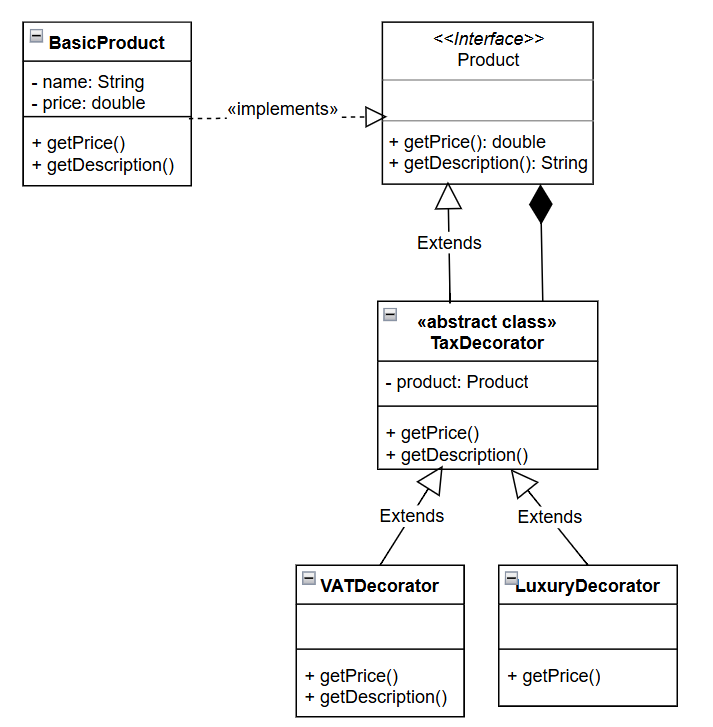 BasicProduct
- name: String
- price: double
+ getPrice()
+ getDescription()
«implements»
<<Interface>>
Product
+ getPrice(): double
+ getDescription(): String
Extends
«abstract class»
TaxDecorator
- product: Product
+ getPrice()
+ getDescription()
Extends
Extends
VATDecorator
+ getPrice()
+ getDescription()
LuxuryDecorator
+ getPrice()